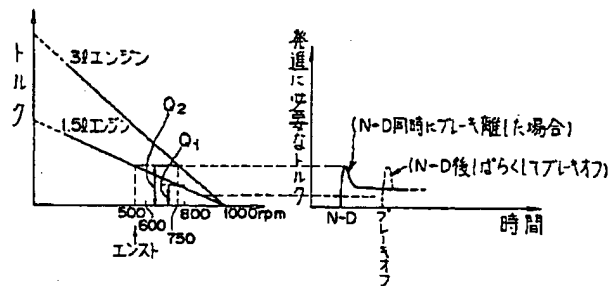 トルク
3ℓエンジン
1.5ℓエンジン
Q2
Q1
500
600
750
800
1000rpm
エンスト
発進に必要なトルク
(N-D同時にブレーキ離した場合)
(N-D後しばらくしてブレーキオフ)
N-D
ブレーキオフ
時間